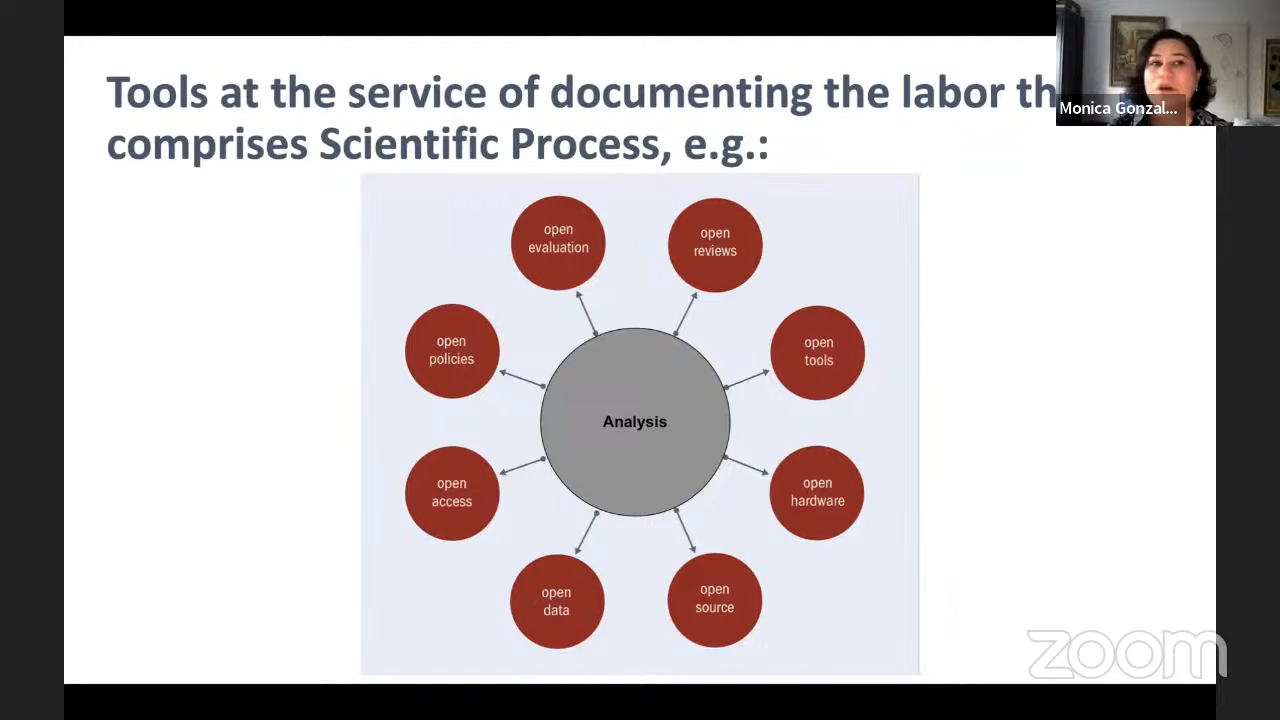 Tools at the service of documenting the labor th
comprises Scientific Process, e.g.:
Monica Gonzal...
open
evaluation
open
reviews
open
policies
open
tools
Analysis
open
access
open
hardware
open
data
open
source
zoom